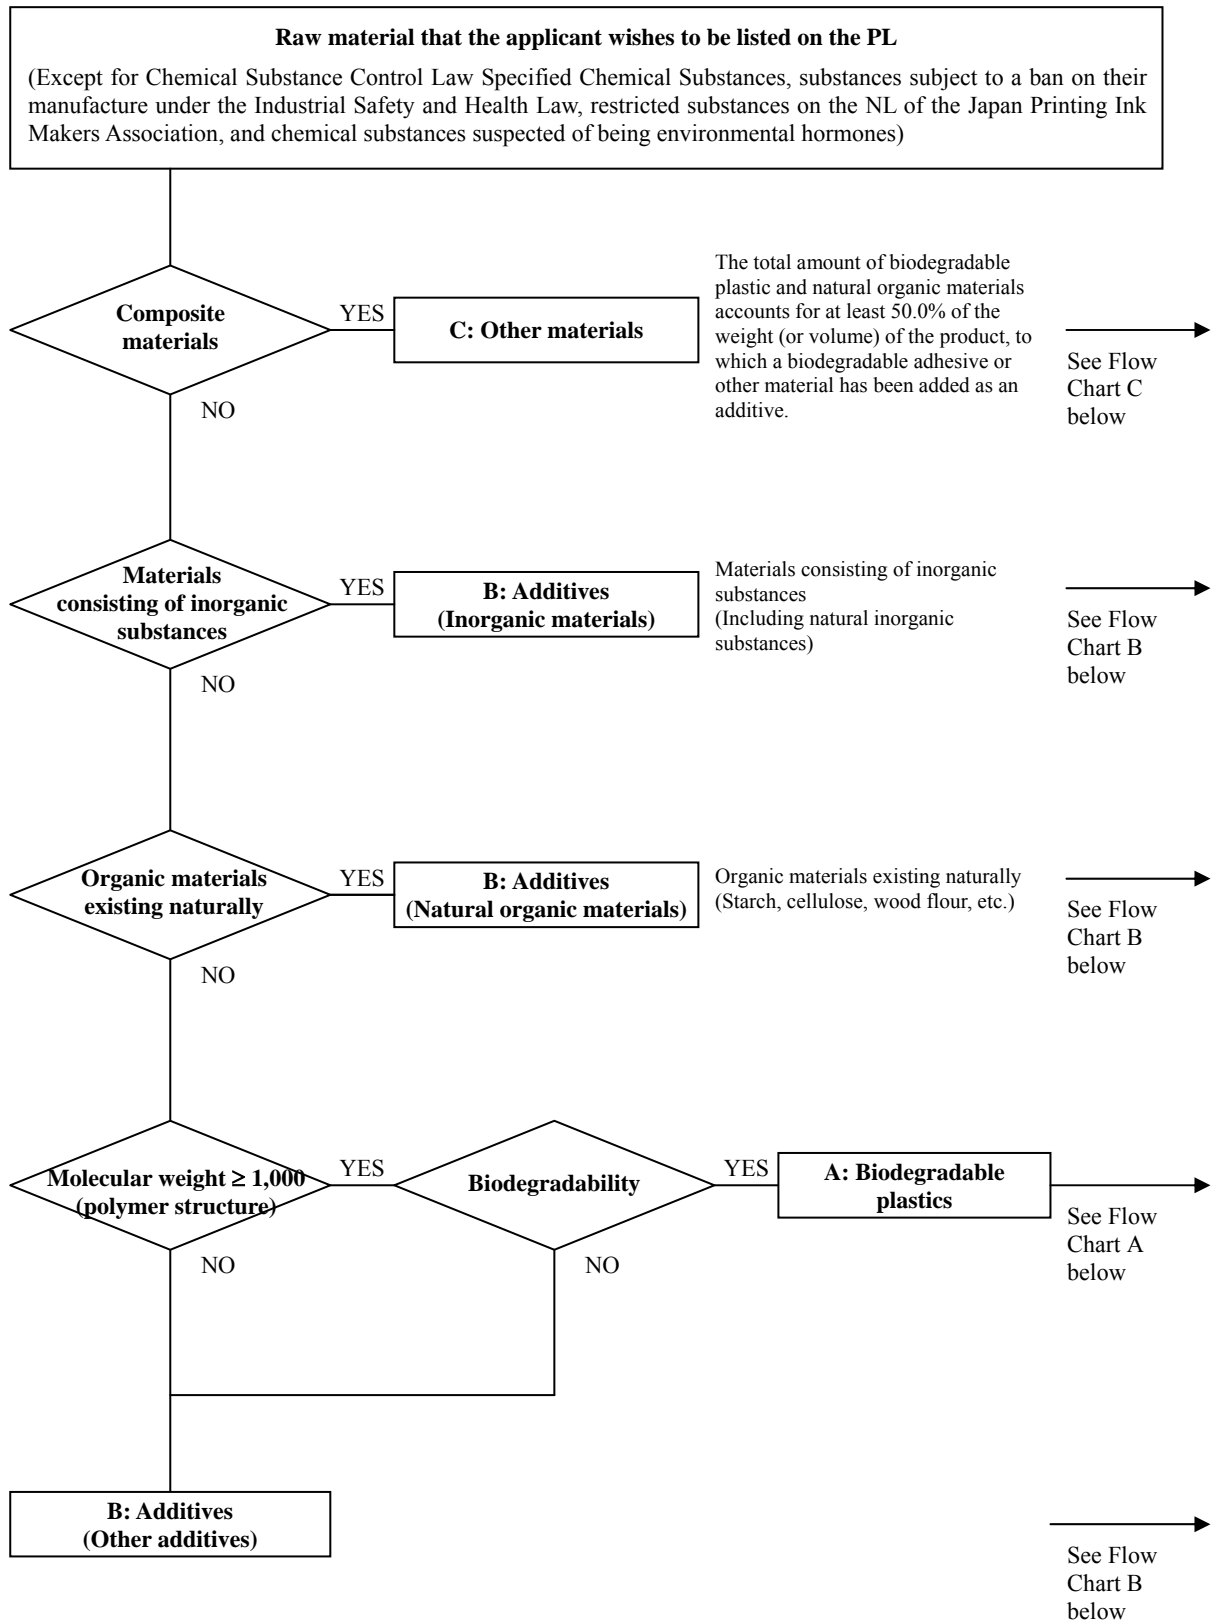 Raw material that the applicant wishes to be listed on the PL
(Except for Chemical Substance Control Law Specified Chemical Substances, substances subject to a ban on their
manufacture under the Industrial Safety and Health Law, restricted substances on the NL of the Japan Printing Ink
Makers Association, and chemical substances suspected of being environmental hormones)
Composite
materials
YES
NO
C: Other materials
The total amount of biodegradable
plastic and natural organic materials
accounts for at least 50.0% of the
weight (or volume) of the product, to
which a biodegradable adhesive or
other material has been added as an
additive.
See Flow
Chart C
below
Materials
consisting of inorganic
substances
YES
NO
B: Additives
(Inorganic materials)
Materials consisting of inorganic
substances
(Including natural inorganic
substances)
See Flow
Chart B
below
Organic materials
existing naturally
YES
NO
B: Additives
(Natural organic materials)
Organic materials existing naturally
(Starch, cellulose, wood flour, etc.)
See Flow
Chart B
below
Molecular weight ≥ 1,000
(polymer structure)
YES
NO
Biodegradability
YES
NO
A: Biodegradable
plastics
See Flow
Chart A
below
B: Additives
(Other additives)
See Flow
Chart B
below